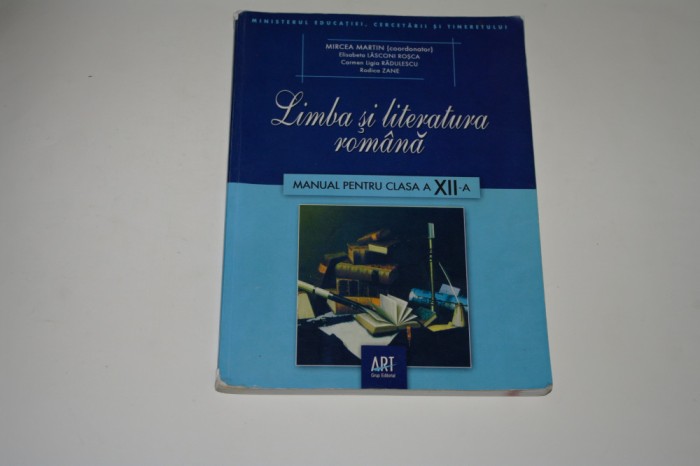 MINISTERUL EDUCAȚIEI, CERCETĂRII ȘI TINERETULUI
MIRCEA MARTIN (coordonator)
Elisabeta LĂSCONI ROȘCA
Carmen Ligia RĂDULESCU
Rodica ZANE
Limba și literatura
română
MANUAL PENTRU CLASA A XII-A
ART
Grup Editorial